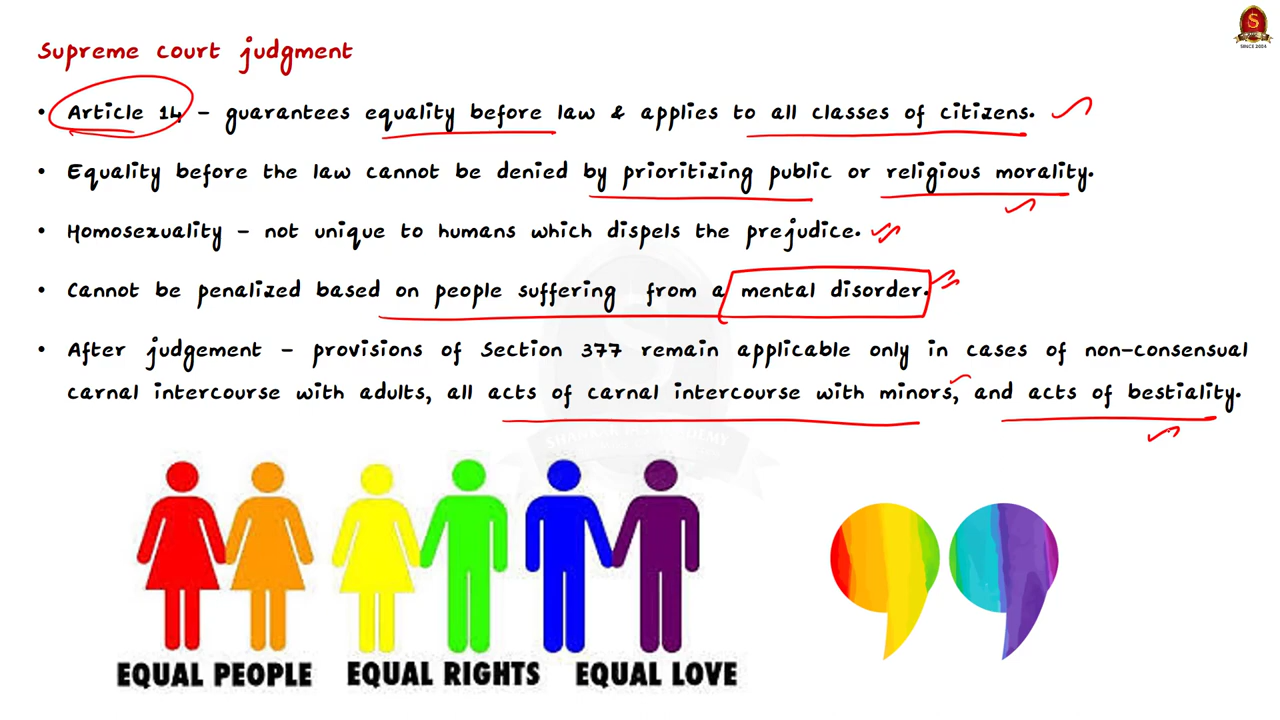 Supreme court judgment
• Article 14 – guarantees equality before law & applies to all classes of citizens.
• Equality before the law cannot be denied by prioritizing public or religious morality.
• Homosexuality – not unique to humans which dispels the prejudice.
• Cannot be penalized based on people suffering from a mental disorder.
• After judgement – provisions of Section 377 remain applicable only in cases of non-consensual
carnal intercourse with adults, all acts of carnal intercourse with minors, and acts of bestiality.
EQUAL PEOPLE EQUAL RIGHTS EQUAL LOVE
S
SINCE 2004